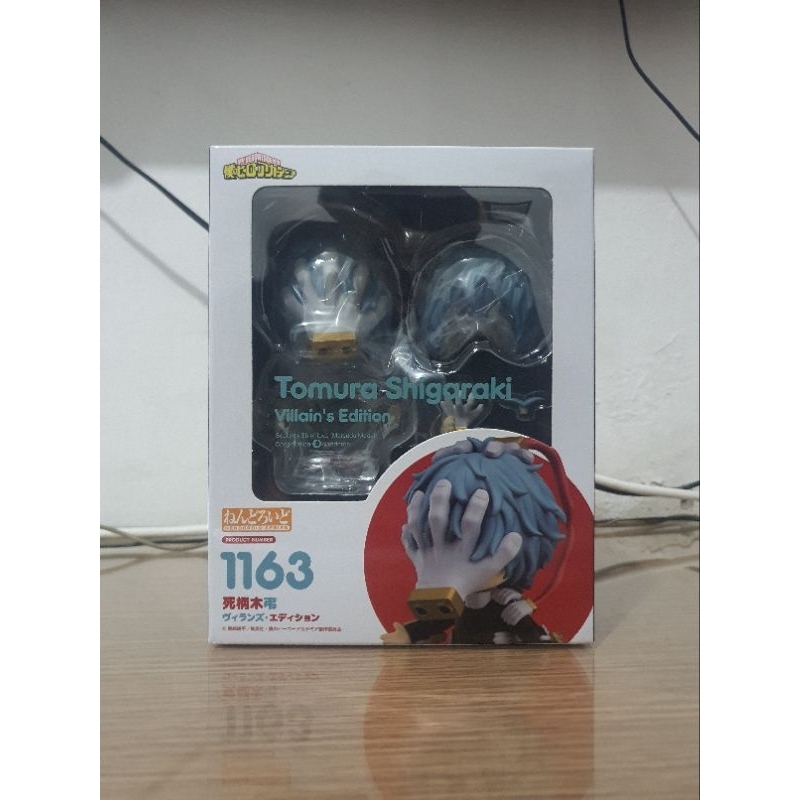 僕のヒーローアカデミア
Tomura Shigaraki
Villain's Edition
ねんどろいど
NENDOROID SERIES
PRODUCT NUMBER
1163
死柄木弔
ヴィランズ・エディション